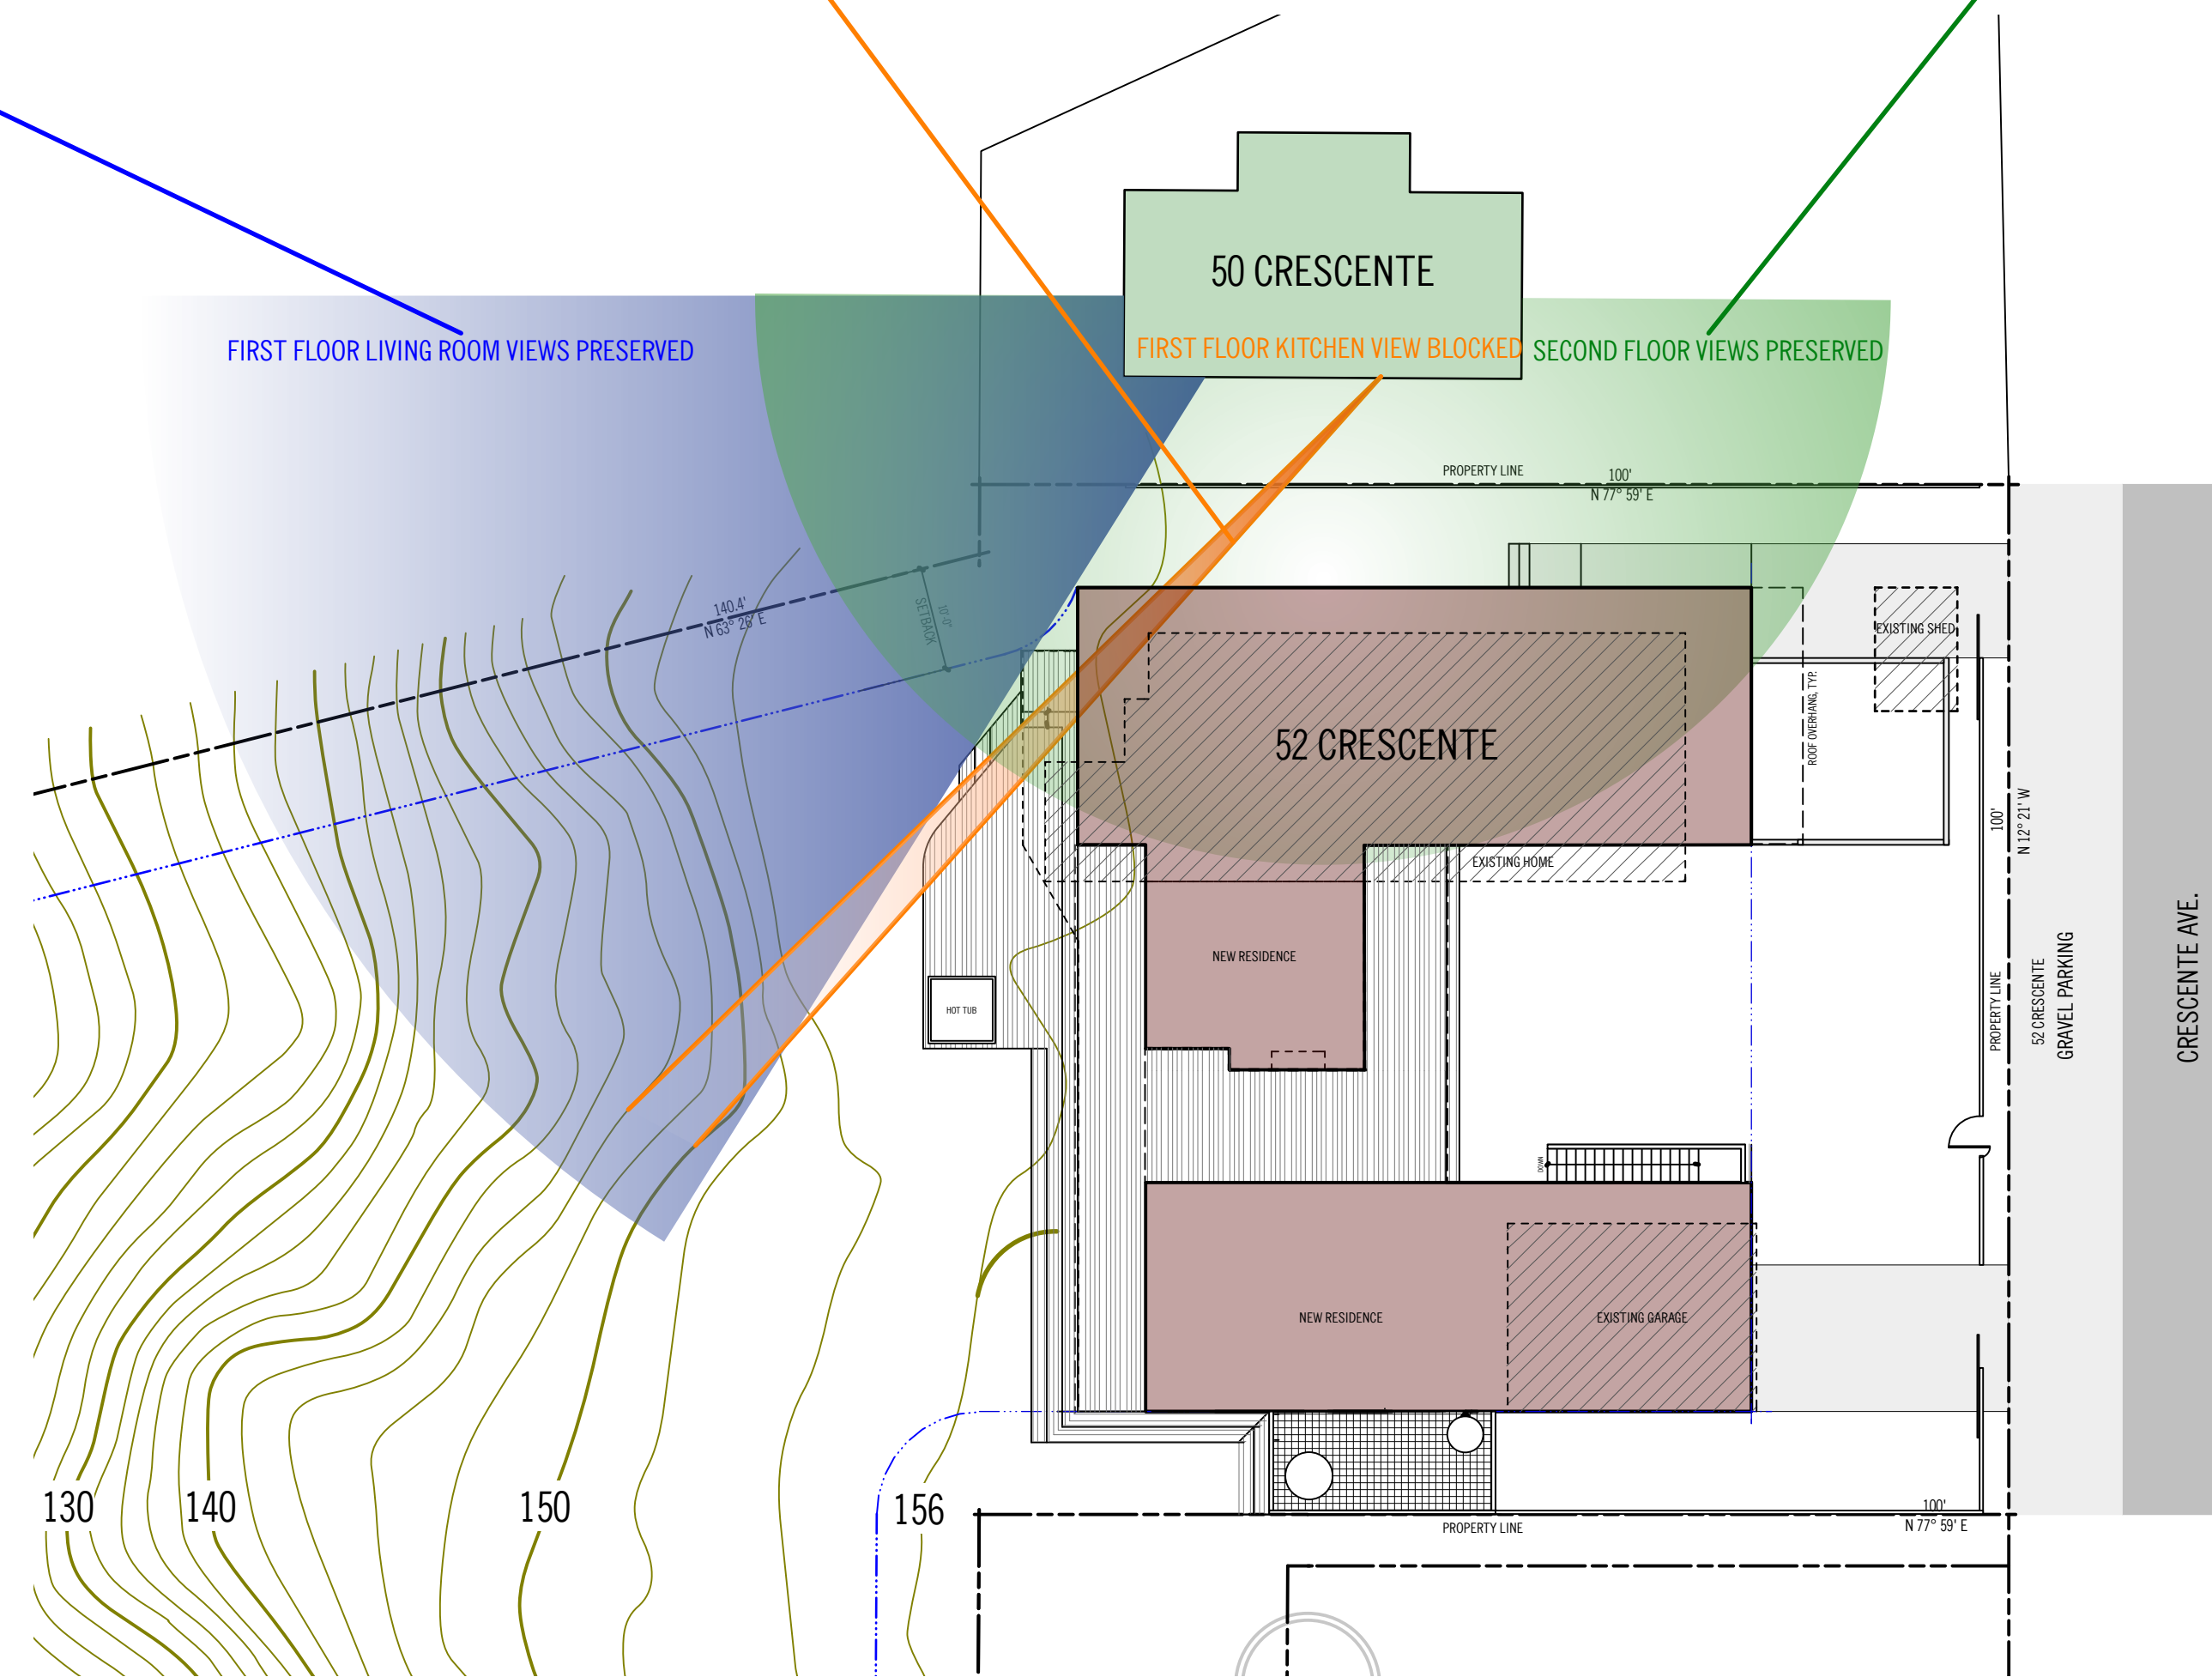 50 CRESCENTE
FIRST FLOOR LIVING ROOM VIEWS PRESERVED
FIRST FLOOR KITCHEN VIEW BLOCKED
SECOND FLOOR VIEWS PRESERVED
PROPERTY LINE
100'
N 77° 59' E
140.4'
N 63° 26' E
10'-0"
SETBACK
EXISTING SHED
ROOF OVERHANG, TYP.
52 CRESCENTE
EXISTING HOME
100'
N 12° 21' W
NEW RESIDENCE
HOT TUB
PROPERTY LINE
52 CRESCENTE
GRAVEL PARKING
CRESCENTE AVE.
DOWN
NEW RESIDENCE
EXISTING GARAGE
130
140
150
156
PROPERTY LINE
100'
N 77° 59' E